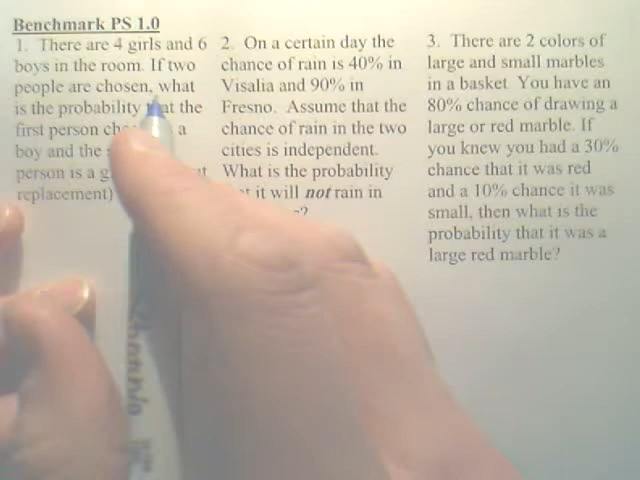 Benchmark PS 1.0
1. There are 4 girls and 6
boys in the room. If two
people are chosen, what
is the probability that the
first person a
boy and the
person is a
replacement)
2. On a certain day the
chance of rain is 40% in
Visalia and 90% in
Fresno. Assume that the
chance of rain in the two
cities is independent.
What is the probability
it will not rain in
3. There are 2 colors of
large and small marbles
in a basket. You have an
80% chance of drawing a
large or red marble. If
you knew you had a 30%
chance that it was red
and a 10% chance it was
small, then what is the
probability that it was a
large red marble?
Sharpie